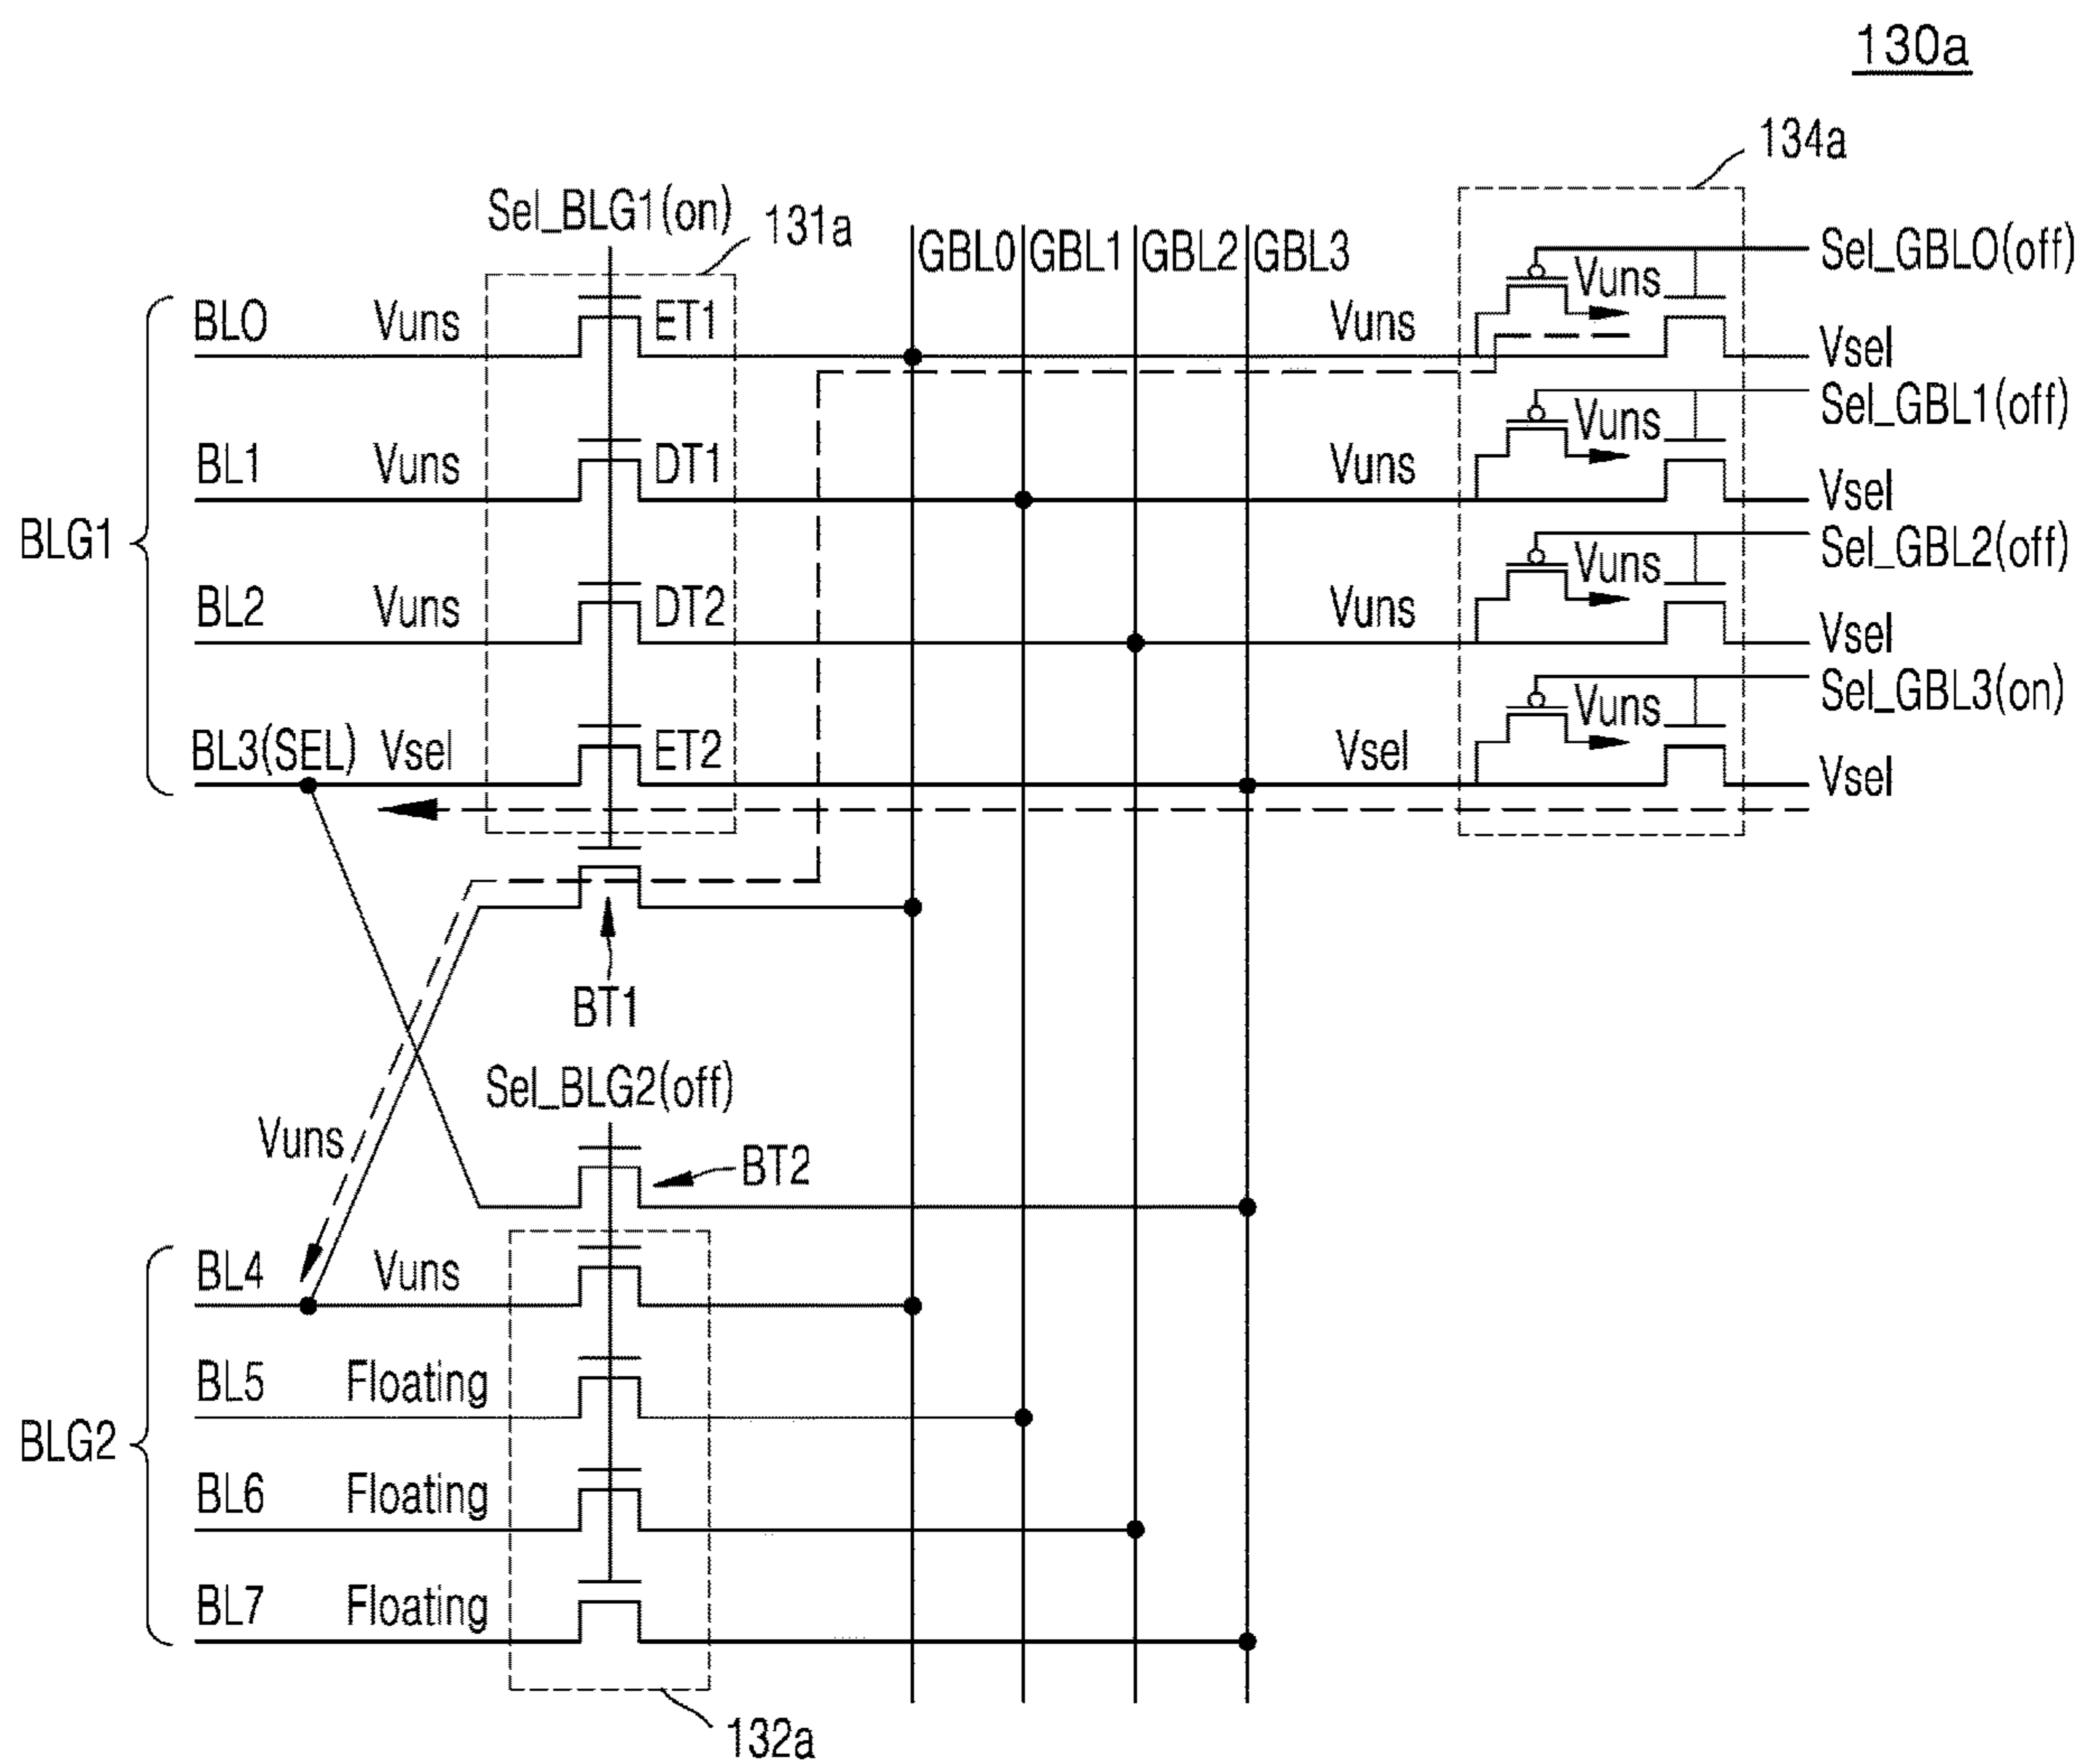 130a
134a
Sel_BLG1(on)
131a
GBL0
GBL1
GBL2
GBL3
Sel_GBL0(off)
Vuns
BL0
Vuns
ET1
Vuns
Vsel
Sel_GBL1(off)
Vuns
BL1
Vuns
DT1
Vuns
Vsel
BLG1
Sel_GBL2(off)
Vuns
BL2
Vuns
DT2
Vuns
Vsel
Sel_GBL3(on)
Vuns
BL3(SEL)
Vsel
ET2
Vsel
Vsel
BT1
Sel_BLG2(off)
Vuns
BT2
BL4
Vuns
BL5
Floating
BLG2
BL6
Floating
BL7
Floating
132a